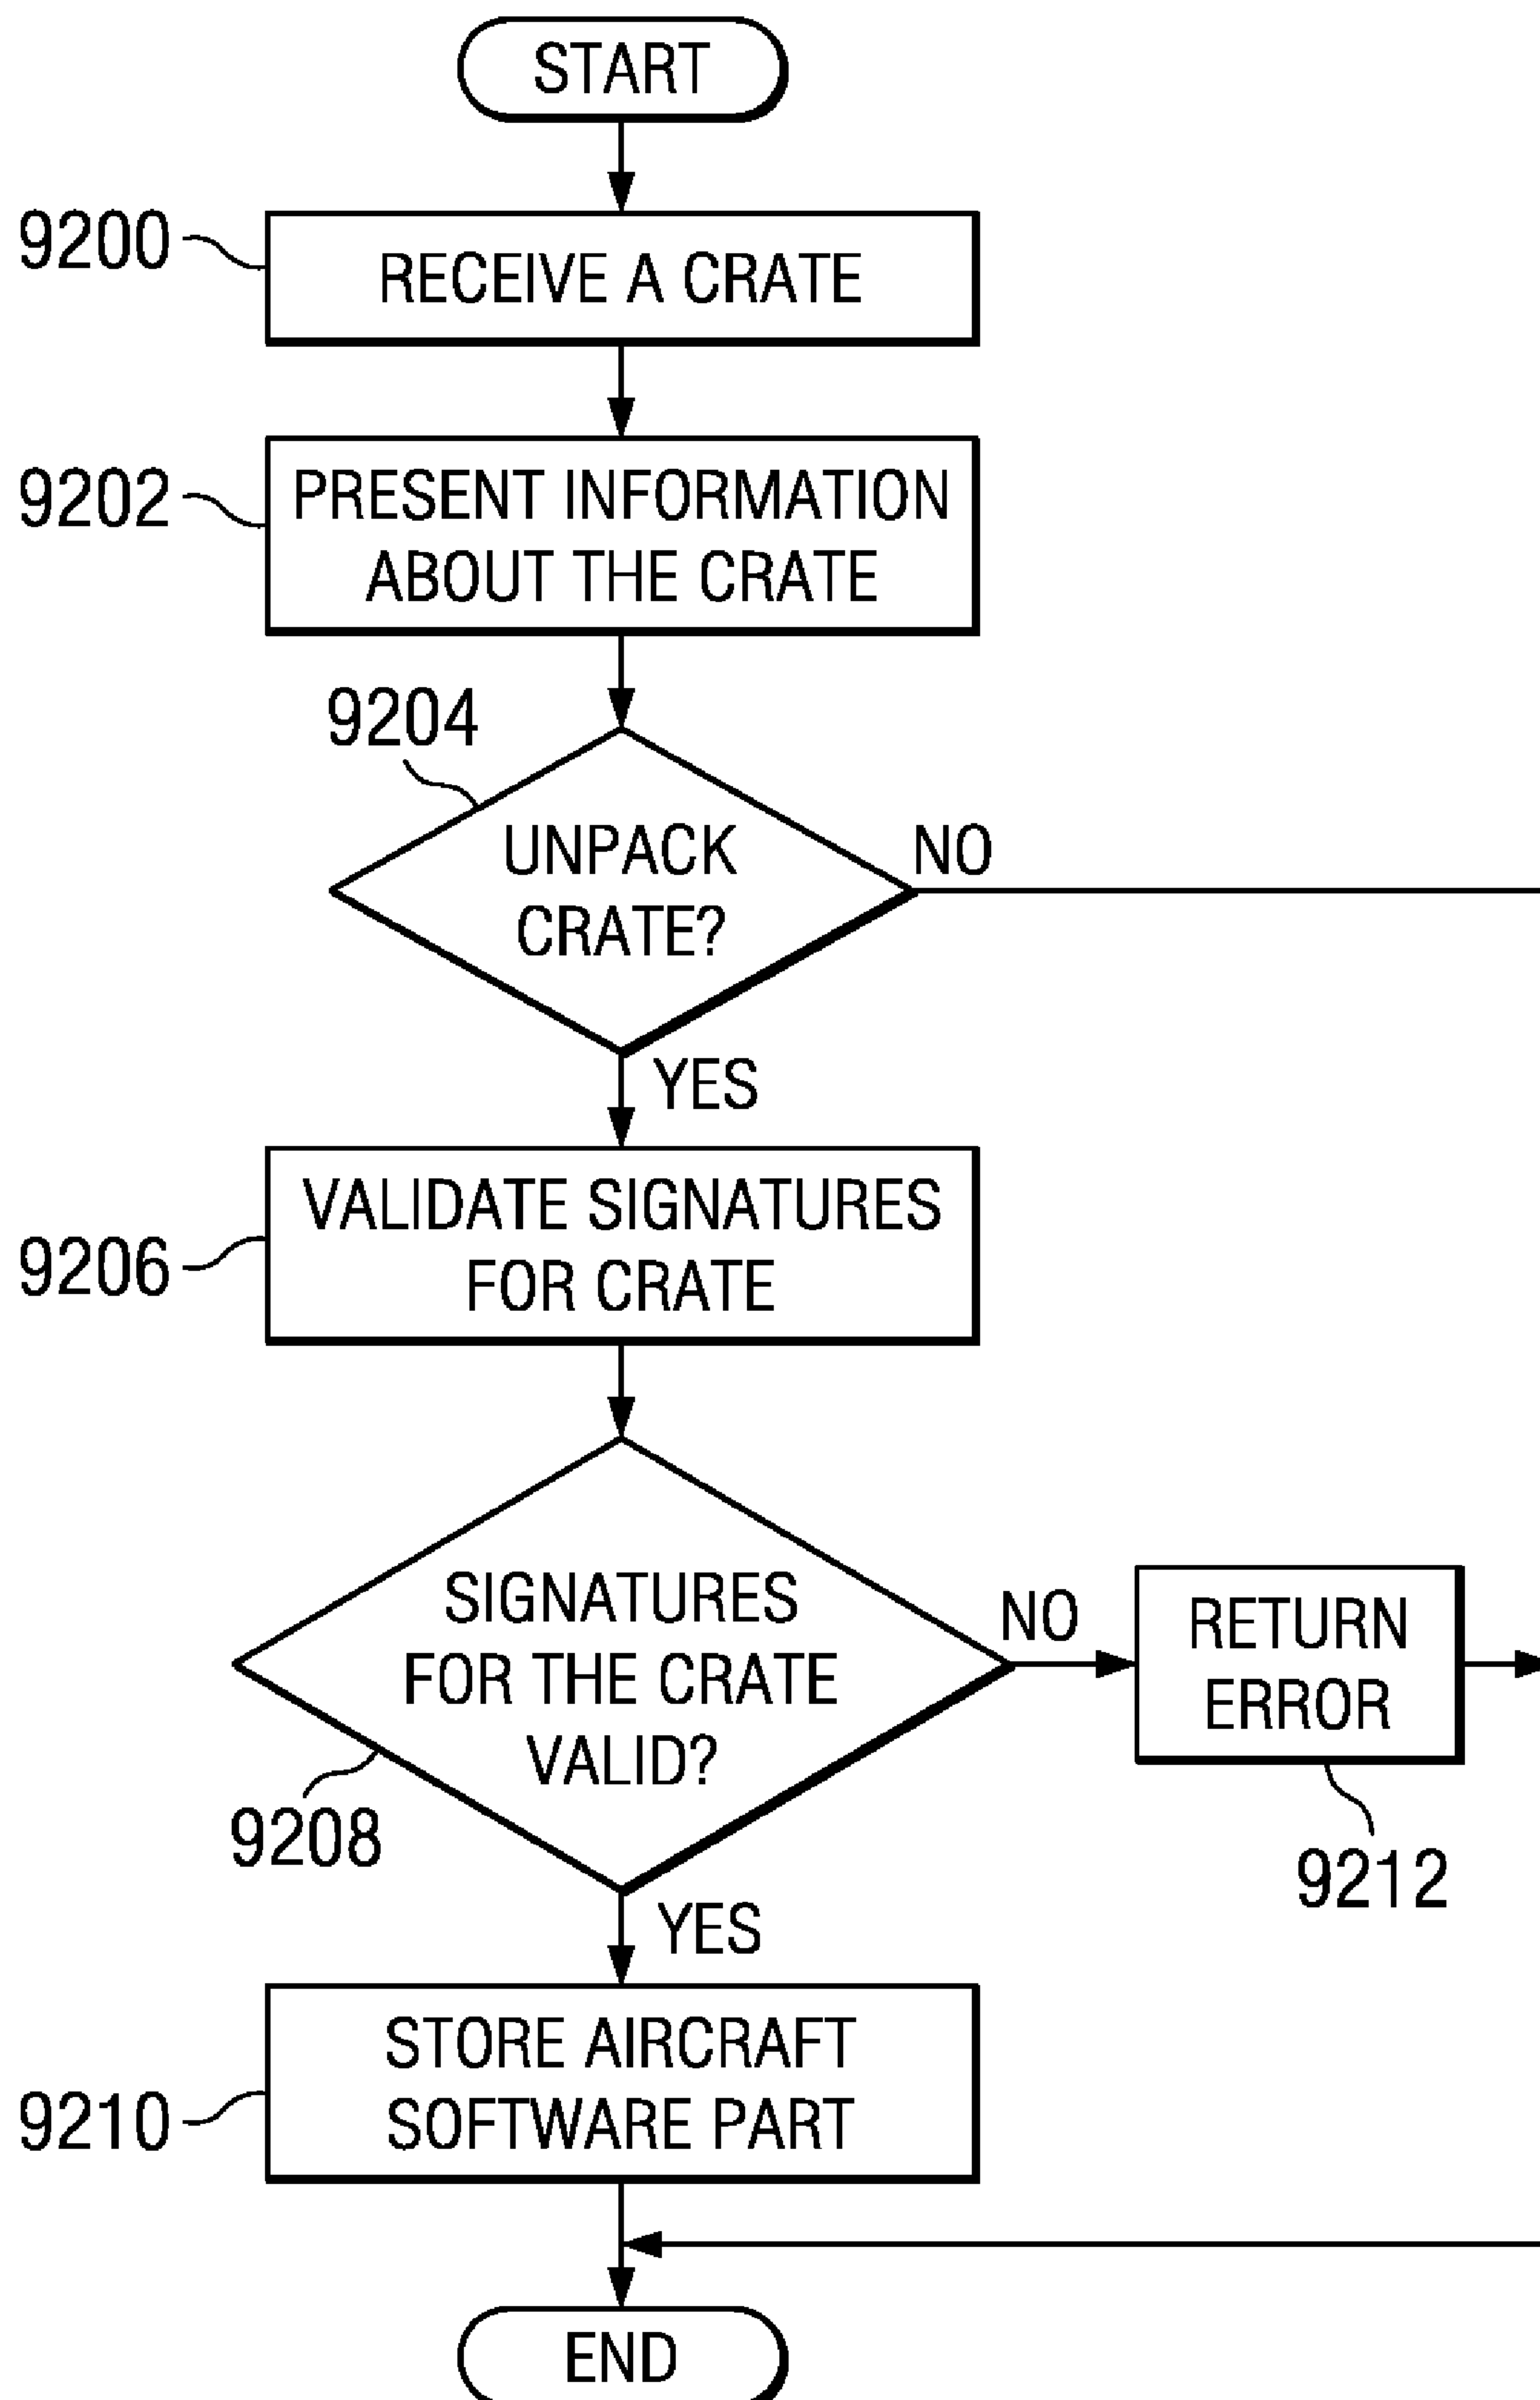 START
9200
RECEIVE A CRATE
9202
PRESENT INFORMATION
ABOUT THE CRATE
9204
UNPACK
CRATE?
NO
YES
9206
VALIDATE SIGNATURES
FOR CRATE
SIGNATURES
FOR THE CRATE
VALID?
NO
RETURN
ERROR
9208
9212
YES
9210
STORE AIRCRAFT
SOFTWARE PART
END